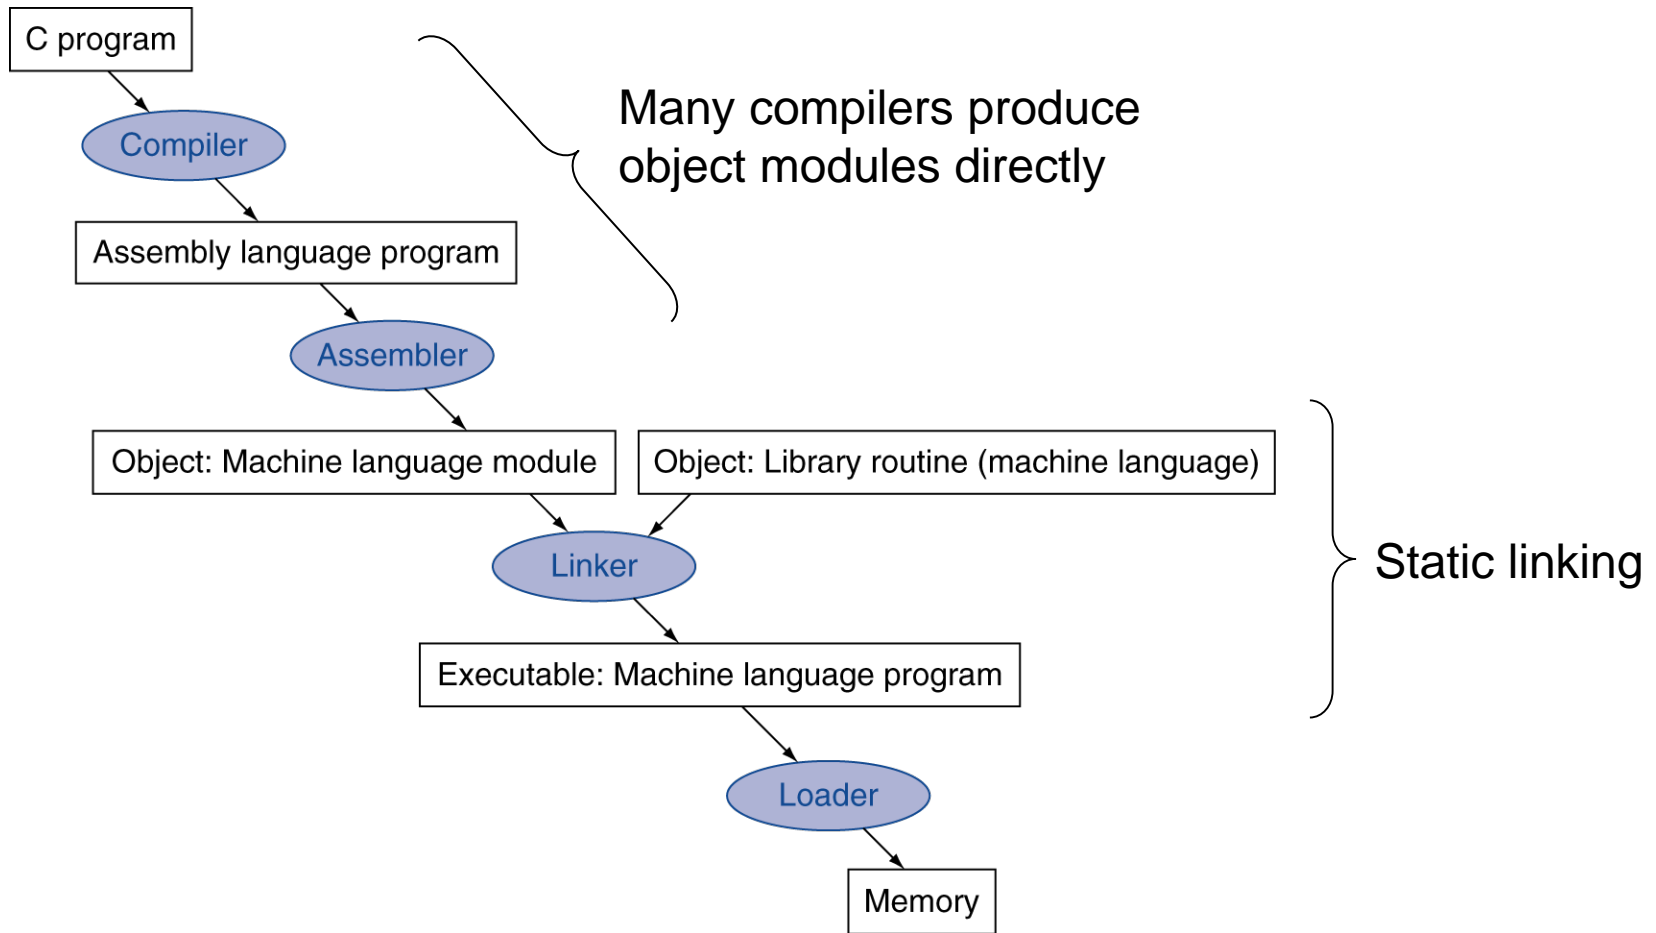 C program
Many compilers produce
object modules directly
Compiler
Assembly language program
Assembler
Object: Machine language module
Object: Library routine (machine language)
Linker
Static linking
Executable: Machine language program
Loader
Memory